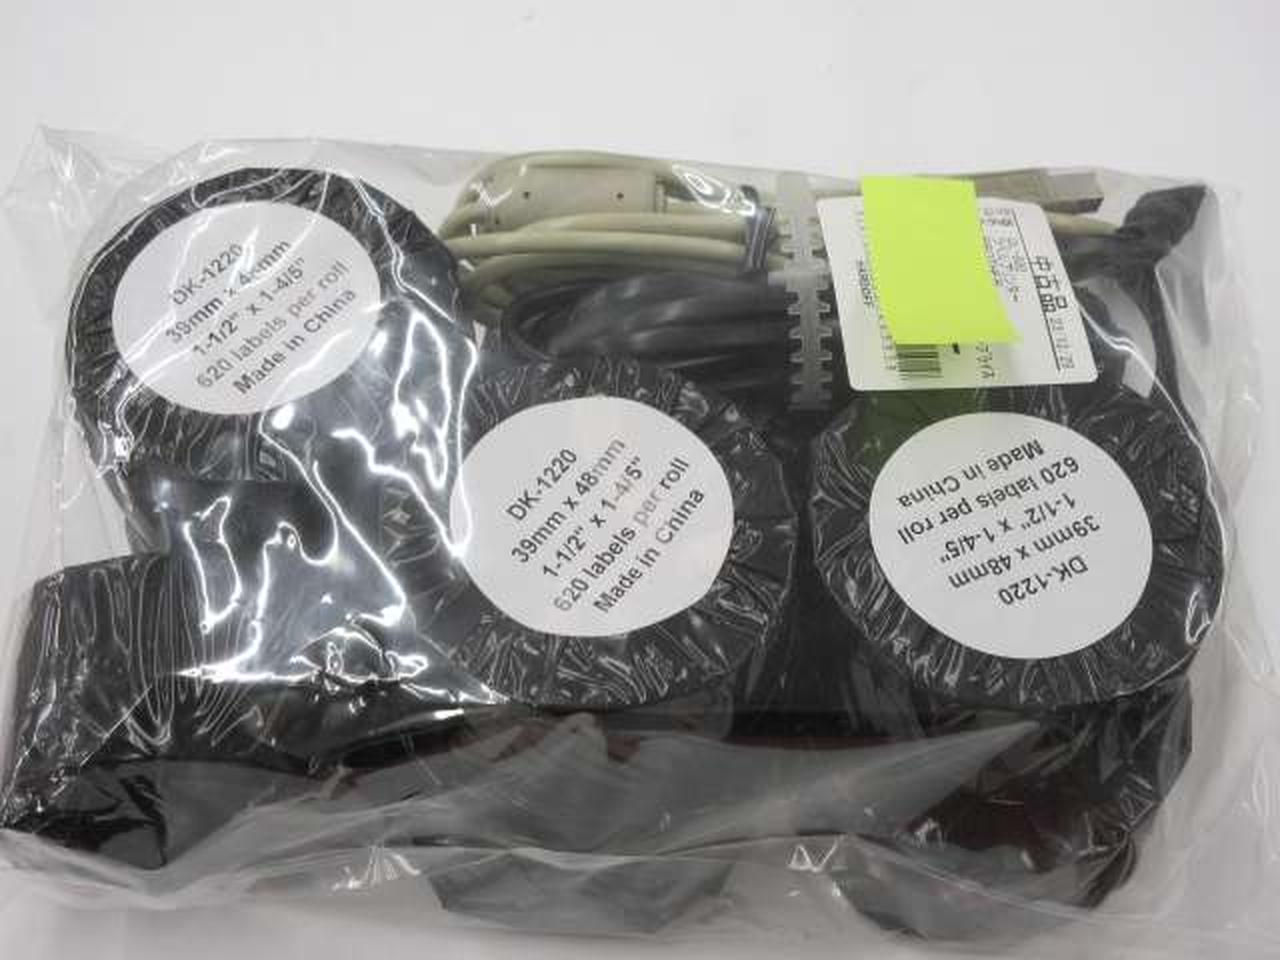 DK-1220
39mm x 48mm
1-1/2" x 1-4/5"
620 labels per roll
Made in China
DK-1220
39mm x 48mm
1-1/2" x 1-4/5"
620 labels per roll
Made in China
DK-1220
39mm x 48mm
1-1/2" x 1-4/5"
620 labels per roll
Made in China
中古品